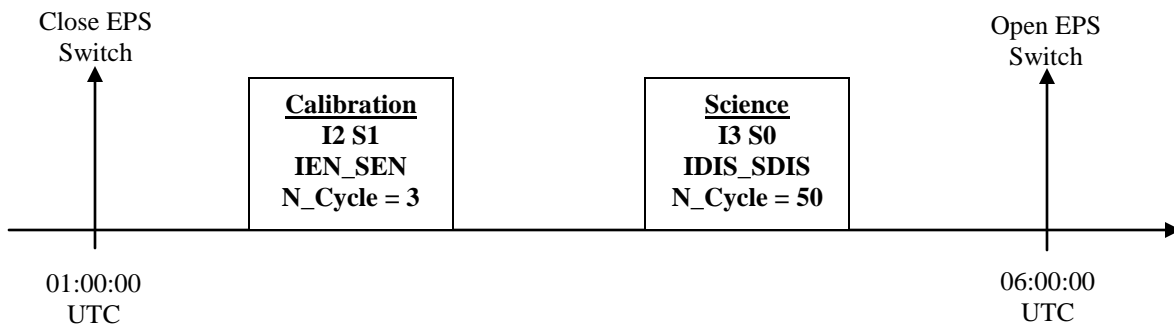 Close EPS
Switch
Open EPS
Switch
Calibration
I2 S1
IEN_SEN
N_Cycle = 3
Science
I3 S0
IDIS_SDIS
N_Cycle = 50
01:00:00
UTC
06:00:00
UTC